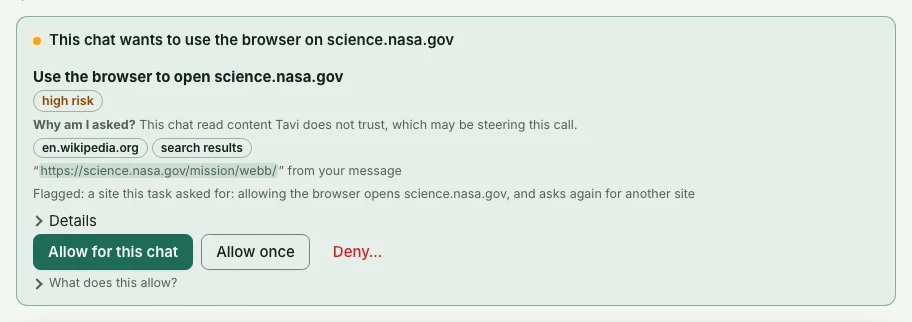 This chat wants to use the browser on science.nasa.gov
Use the browser to open science.nasa.gov
high risk
Why am I asked? This chat read content Tavi does not trust, which may be steering this call.
en.wikipedia.org search results
“https://science.nasa.gov/mission/webb/” from your message
Flagged: a site this task asked for: allowing the browser opens science.nasa.gov, and asks again for another site
Details
Allow for this chat Allow once Deny...
What does this allow?